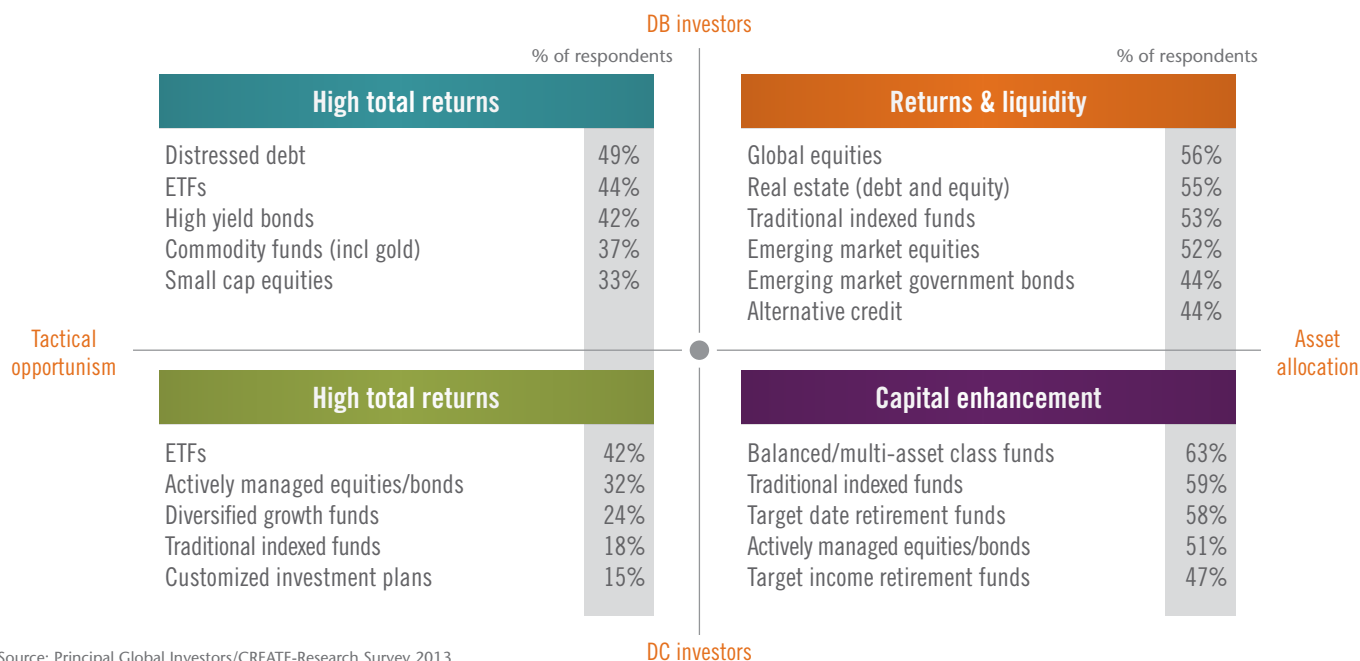 DB investors
% of respondents
High total returns
Distressed debt 49%
ETFs 44%
High yield bonds 42%
Commodity funds (incl gold) 37%
Small cap equities 33%
% of respondents
Returns & liquidity
Global equities 56%
Real estate (debt and equity) 55%
Traditional indexed funds 53%
Emerging market equities 52%
Emerging market government bonds 44%
Alternative credit 44%
Tactical
opportunism
Asset
allocation
High total returns
ETFs 42%
Actively managed equities/bonds 32%
Diversified growth funds 24%
Traditional indexed funds 18%
Customized investment plans 15%
Capital enhancement
Balanced/multi-asset class funds 63%
Traditional indexed funds 59%
Target date retirement funds 58%
Actively managed equities/bonds 51%
Target income retirement funds 47%
DC investors
Source: Principal Global Investors/CREATE-Research Survey 2013